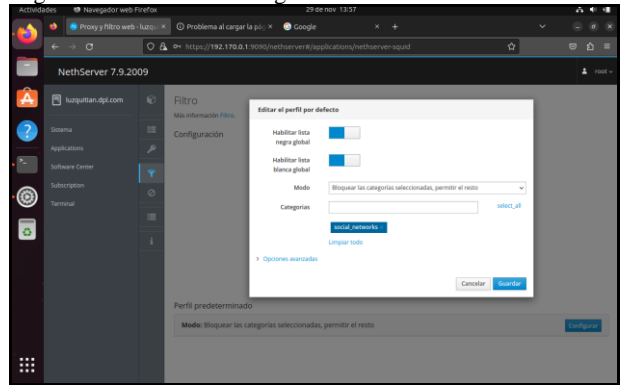 Actividades Navegador web Firefox 29 de nov 13:57
Proxy y filtro web - luzqu × Problema al cargar la pág × Google × +
https://192.170.0.1:9090/nethserver#/applications/nethserver-squid
NethServer 7.9.2009 root
luzquitian.dpl.com
Sistema
Applications
Software Center
Subscription
Terminal
Filtro
Más información Filtro
Configuración
Editar el perfil por defecto
Habilitar lista
negra global
Habilitar lista
blanca global
Modo Bloquear las categorías seleccionadas, permitir el resto
Categorías select_all
social_networks
Limpiar todo
> Opciones avanzadas
Cancelar Guardar
Perfil predeterminado
Modo: Bloquear las categorías seleccionadas, permitir el resto Configurar